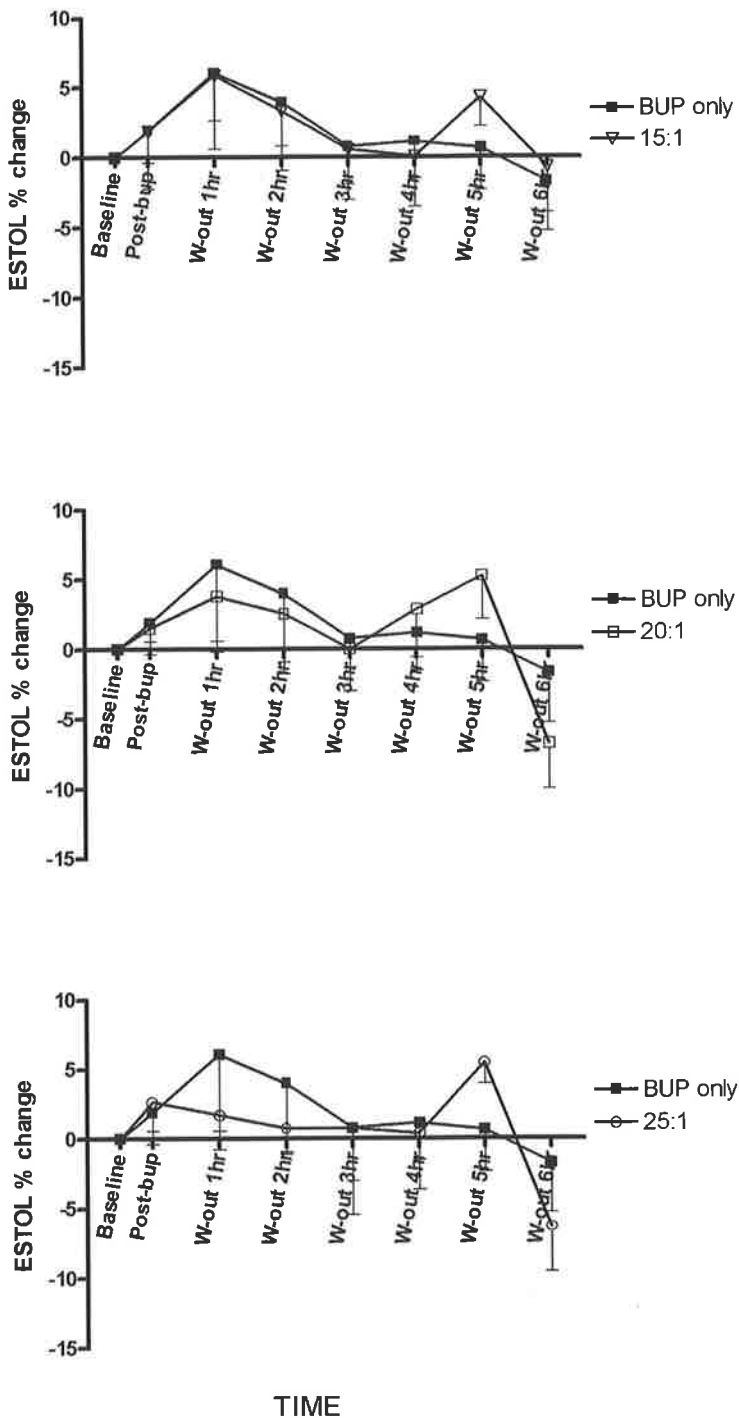 10
5
0
-5
-10
-15
ESTOL % change
Baseline
Post-bup
W-out 1hr
W-out 2hr
W-out 3hr
W-out 4hr
W-out 5hr
W-out 6hr
BUP only
15:1
10
5
0
-5
-10
-15
ESTOL % change
Baseline
Post-bup
W-out 1hr
W-out 2hr
W-out 3hr
W-out 4hr
W-out 5hr
W-out 6hr
BUP only
20:1
10
5
0
-5
-10
-15
ESTOL % change
Baseline
Post-bup
W-out 1hr
W-out 2hr
W-out 3hr
W-out 4hr
W-out 5hr
W-out 6hr
BUP only
25:1
TIME